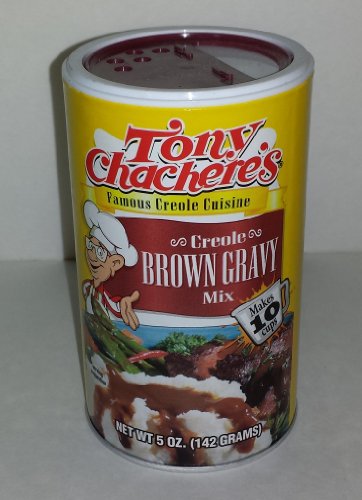 Tony
Chachere's
Famous Creole Cuisine
Creole
BROWN GRAVY
Mix
Makes
10
cups
NET WT 5 OZ. (142 GRAMS)